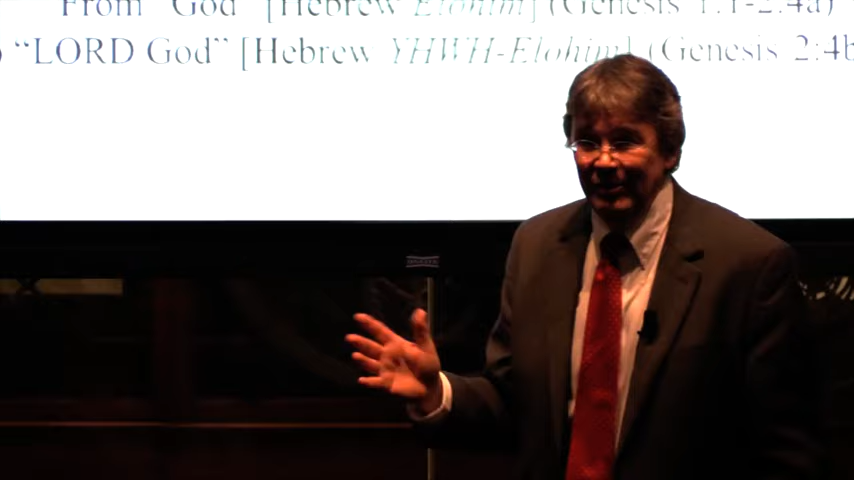 From “God” [Hebrew Elohim] (Genesis 1:1-2:4a)
“LORD God” [Hebrew YHWH-Elohim] (Genesis 2:4b